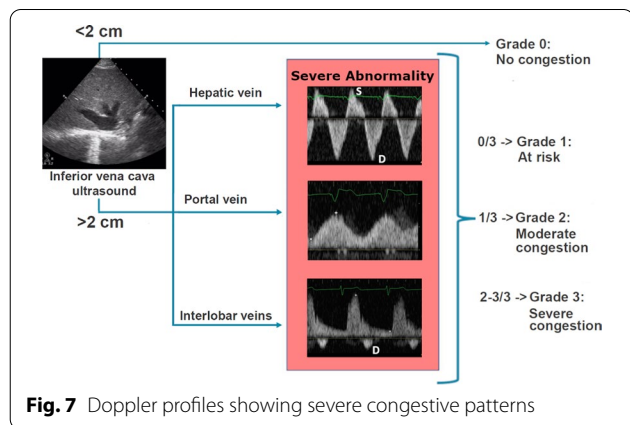 <2 cm
Grade 0:
No congestion
Severe Abnormality
Hepatic vein
S
D
Inferior vena cava
ultrasound
>2 cm
Portal vein
Interlobar veins
D
0/3 -> Grade 1:
At risk
1/3 -> Grade 2:
Moderate
congestion
2-3/3 -> Grade 3:
Severe
congestion
Fig. 7 Doppler profiles showing severe congestive patterns